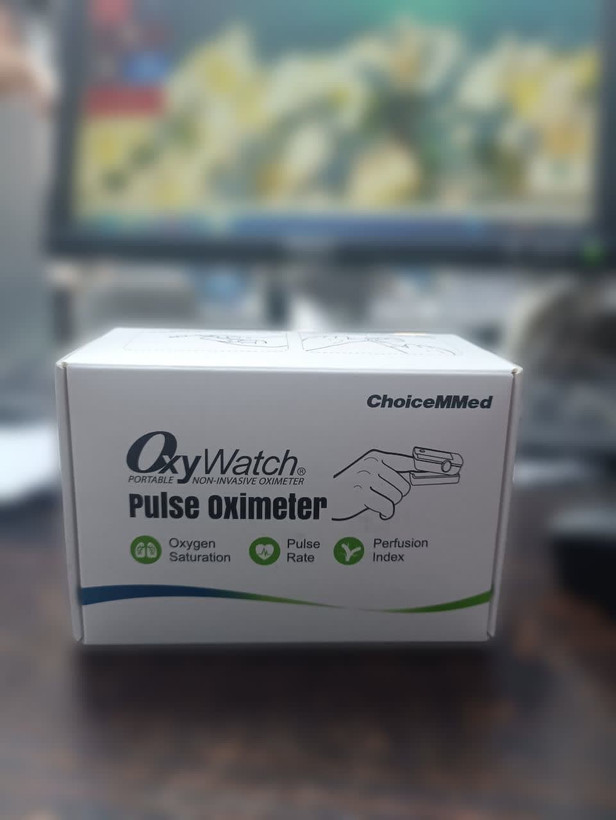 ChoiceMMed
OxyWatch®
PORTABLE NON-INVASIVE OXIMETER
Pulse Oximeter
Oxygen Saturation
Pulse Rate
Perfusion Index